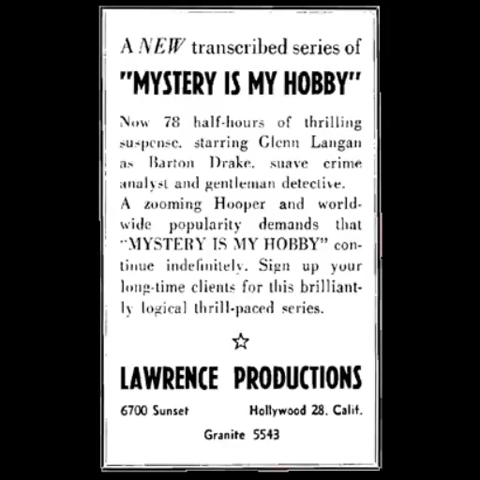 A NEW transcribed series of
"MYSTERY IS MY HOBBY"
Now 78 half-hours of thrilling
suspense, starring Glenn Langan
as Barton Drake, suave crime
analyst and gentleman detective.
A zooming Hooper and world-
wide popularity demands that
"MYSTERY IS MY HOBBY" con-
tinue indefinitely. Sign up your
long-time clients for this brilliant-
ly logical thrill-paced series.
LAWRENCE PRODUCTIONS
6700 Sunset Hollywood 28, Calif.
Granite 5543